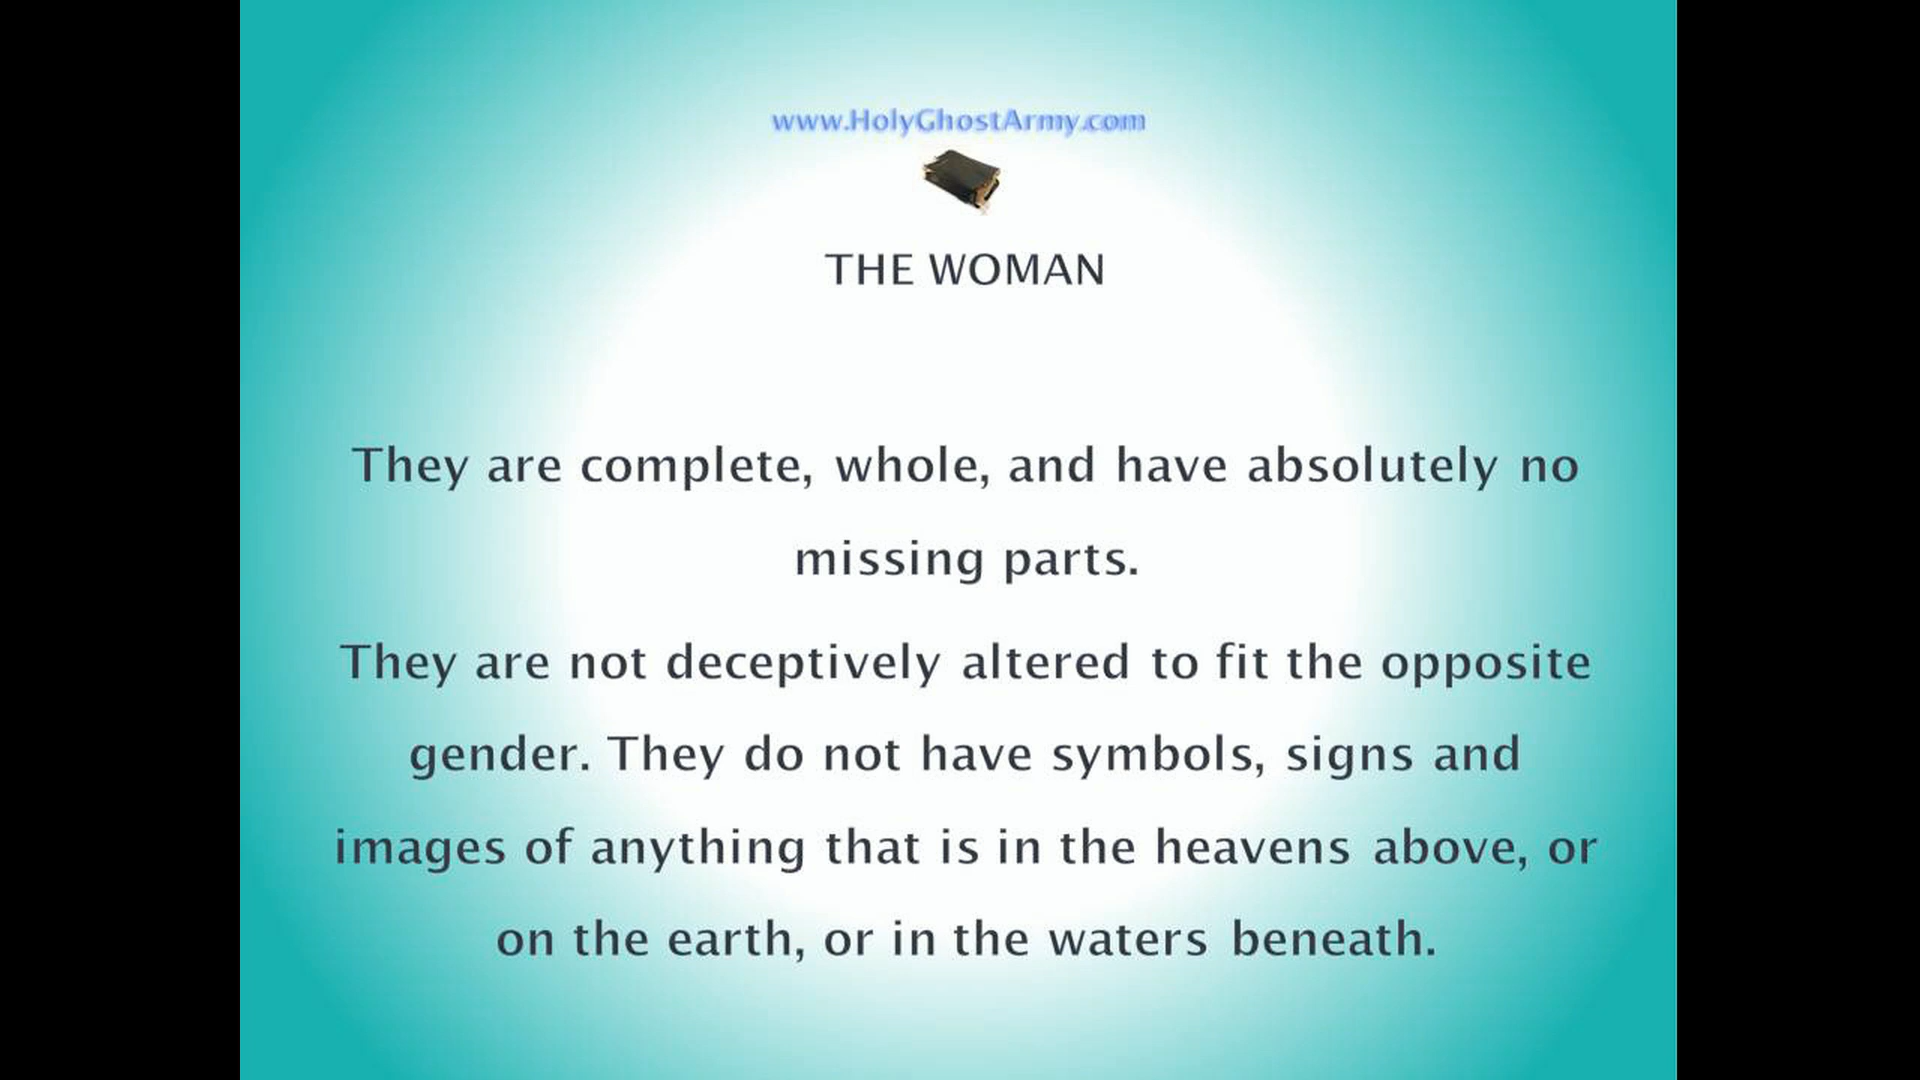 www.HolyGhostArmy.com
THE WOMAN
They are complete, whole, and have absolutely no
missing parts.
They are not deceptively altered to fit the opposite
gender. They do not have symbols, signs and
images of anything that is in the heavens above, or
on the earth, or in the waters beneath.